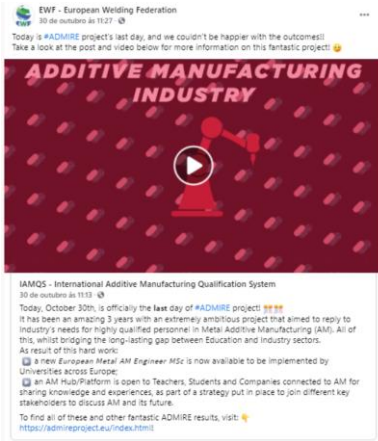 EWF - European Welding Federation
30 de outubro às 11:27 ·
Today is #ADMIRE project's last day, and we couldn't be happier with the outcomes!!
Take a look at the post and video below for more information on this fantastic project!
ADDITIVE MANUFACTURING
INDUSTRY
IAMQS - International Additive Manufacturing Qualification System
30 de outubro às 11:13 ·
Today, October 30th, is officially the last day of #ADMIRE project!
It has been an amazing 3 years with an extremely ambitious project that aimed to reply to
Industry's needs for highly qualified personnel in Metal Additive Manufacturing (AM). All of
this, whilst bridging the long-lasting gap between Education and Industry sectors.
As result of this hard work:
a new European Metal AM Engineer MSc is now available to be implemented by
Universities across Europe;
an AM Hub/Platform is open to Teachers, Students and Companies connected to AM for
sharing knowledge and experiences, as part of a strategy put in place to join different key
stakeholders to discuss AM and its future.
To find all of these and other fantastic ADMIRE results, visit:
https://admireproject.eu/index.html